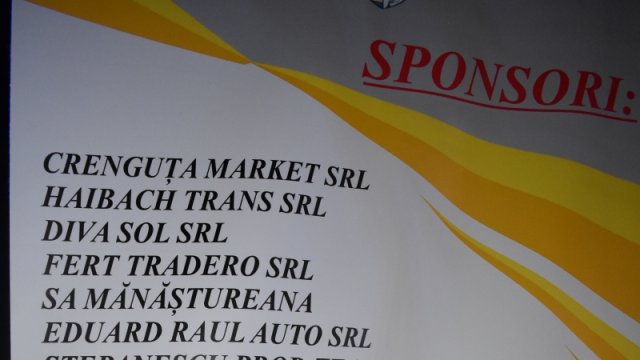 SPONSORI:
CRENGUȚA MARKET SRL
HAIBACH TRANS SRL
DIVA SOL SRL
FERT TRADERO SRL
SA MĂNĂȘTUREANA
EDUARD RAUL AUTO SRL